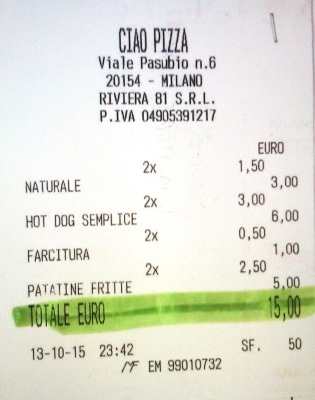 CIAO PIZZA
Viale Pasubio n.6
20154 - MILANO
RIVIERA 81 S.R.L.
P.IVA 04905391217
EURO
2x 1,50
NATURALE 3,00
2x 3,00
HOT DOG SEMPLICE 6,00
2x 0,50
FARCITURA 1,00
2x 2,50
PATATINE FRITTE 5,00
TOTALE EURO 15,00
13-10-15 23:42 SF. 50
MF EM 99010732